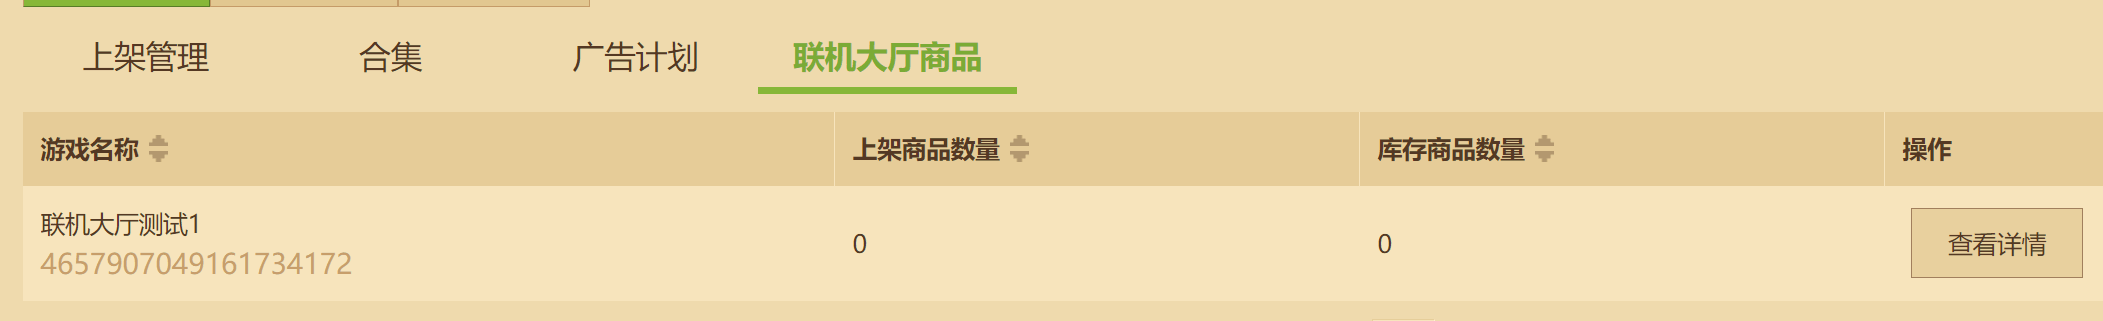 上架管理 合集 广告计划 联机大厅商品
游戏名称 上架商品数量 库存商品数量 操作
联机大厅测试1
4657907049161734172
0 0 查看详情